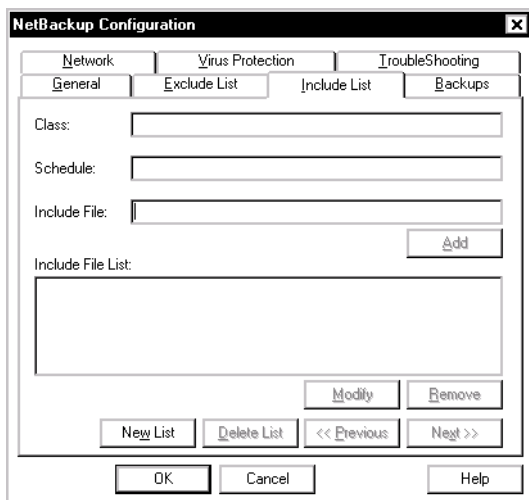 NetBackup Configuration
Network Virus Protection TroubleShooting
General Exclude List Include List Backups
Class:
Schedule:
Include File:
Add
Include File List:
Modify Remove
New List Delete List << Previous Next >>
OK Cancel Help